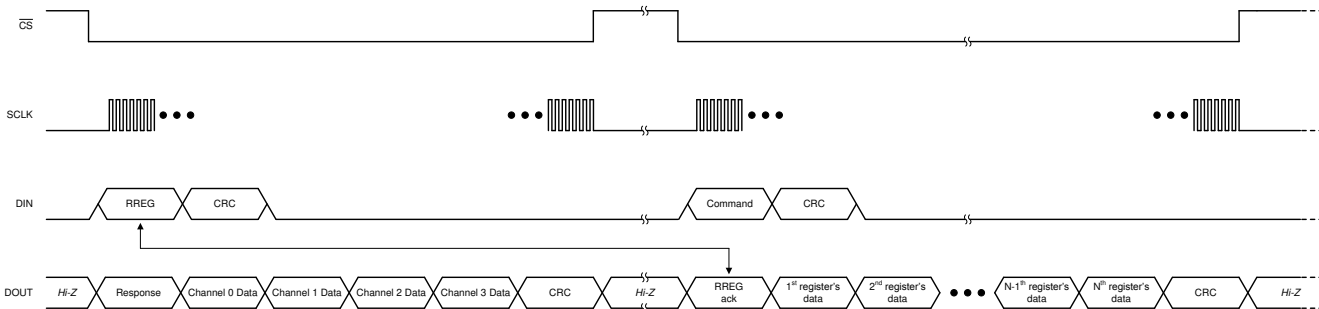 CS
SCLK
DIN
RREG
CRC
Command
CRC
DOUT
Hi-Z
Response
Channel 0 Data
Channel 1 Data
Channel 2 Data
Channel 3 Data
CRC
Hi-Z
RREG
ack
1st register's
data
2nd register's
data
N-1th register's
data
Nth register's
data
CRC
Hi-Z